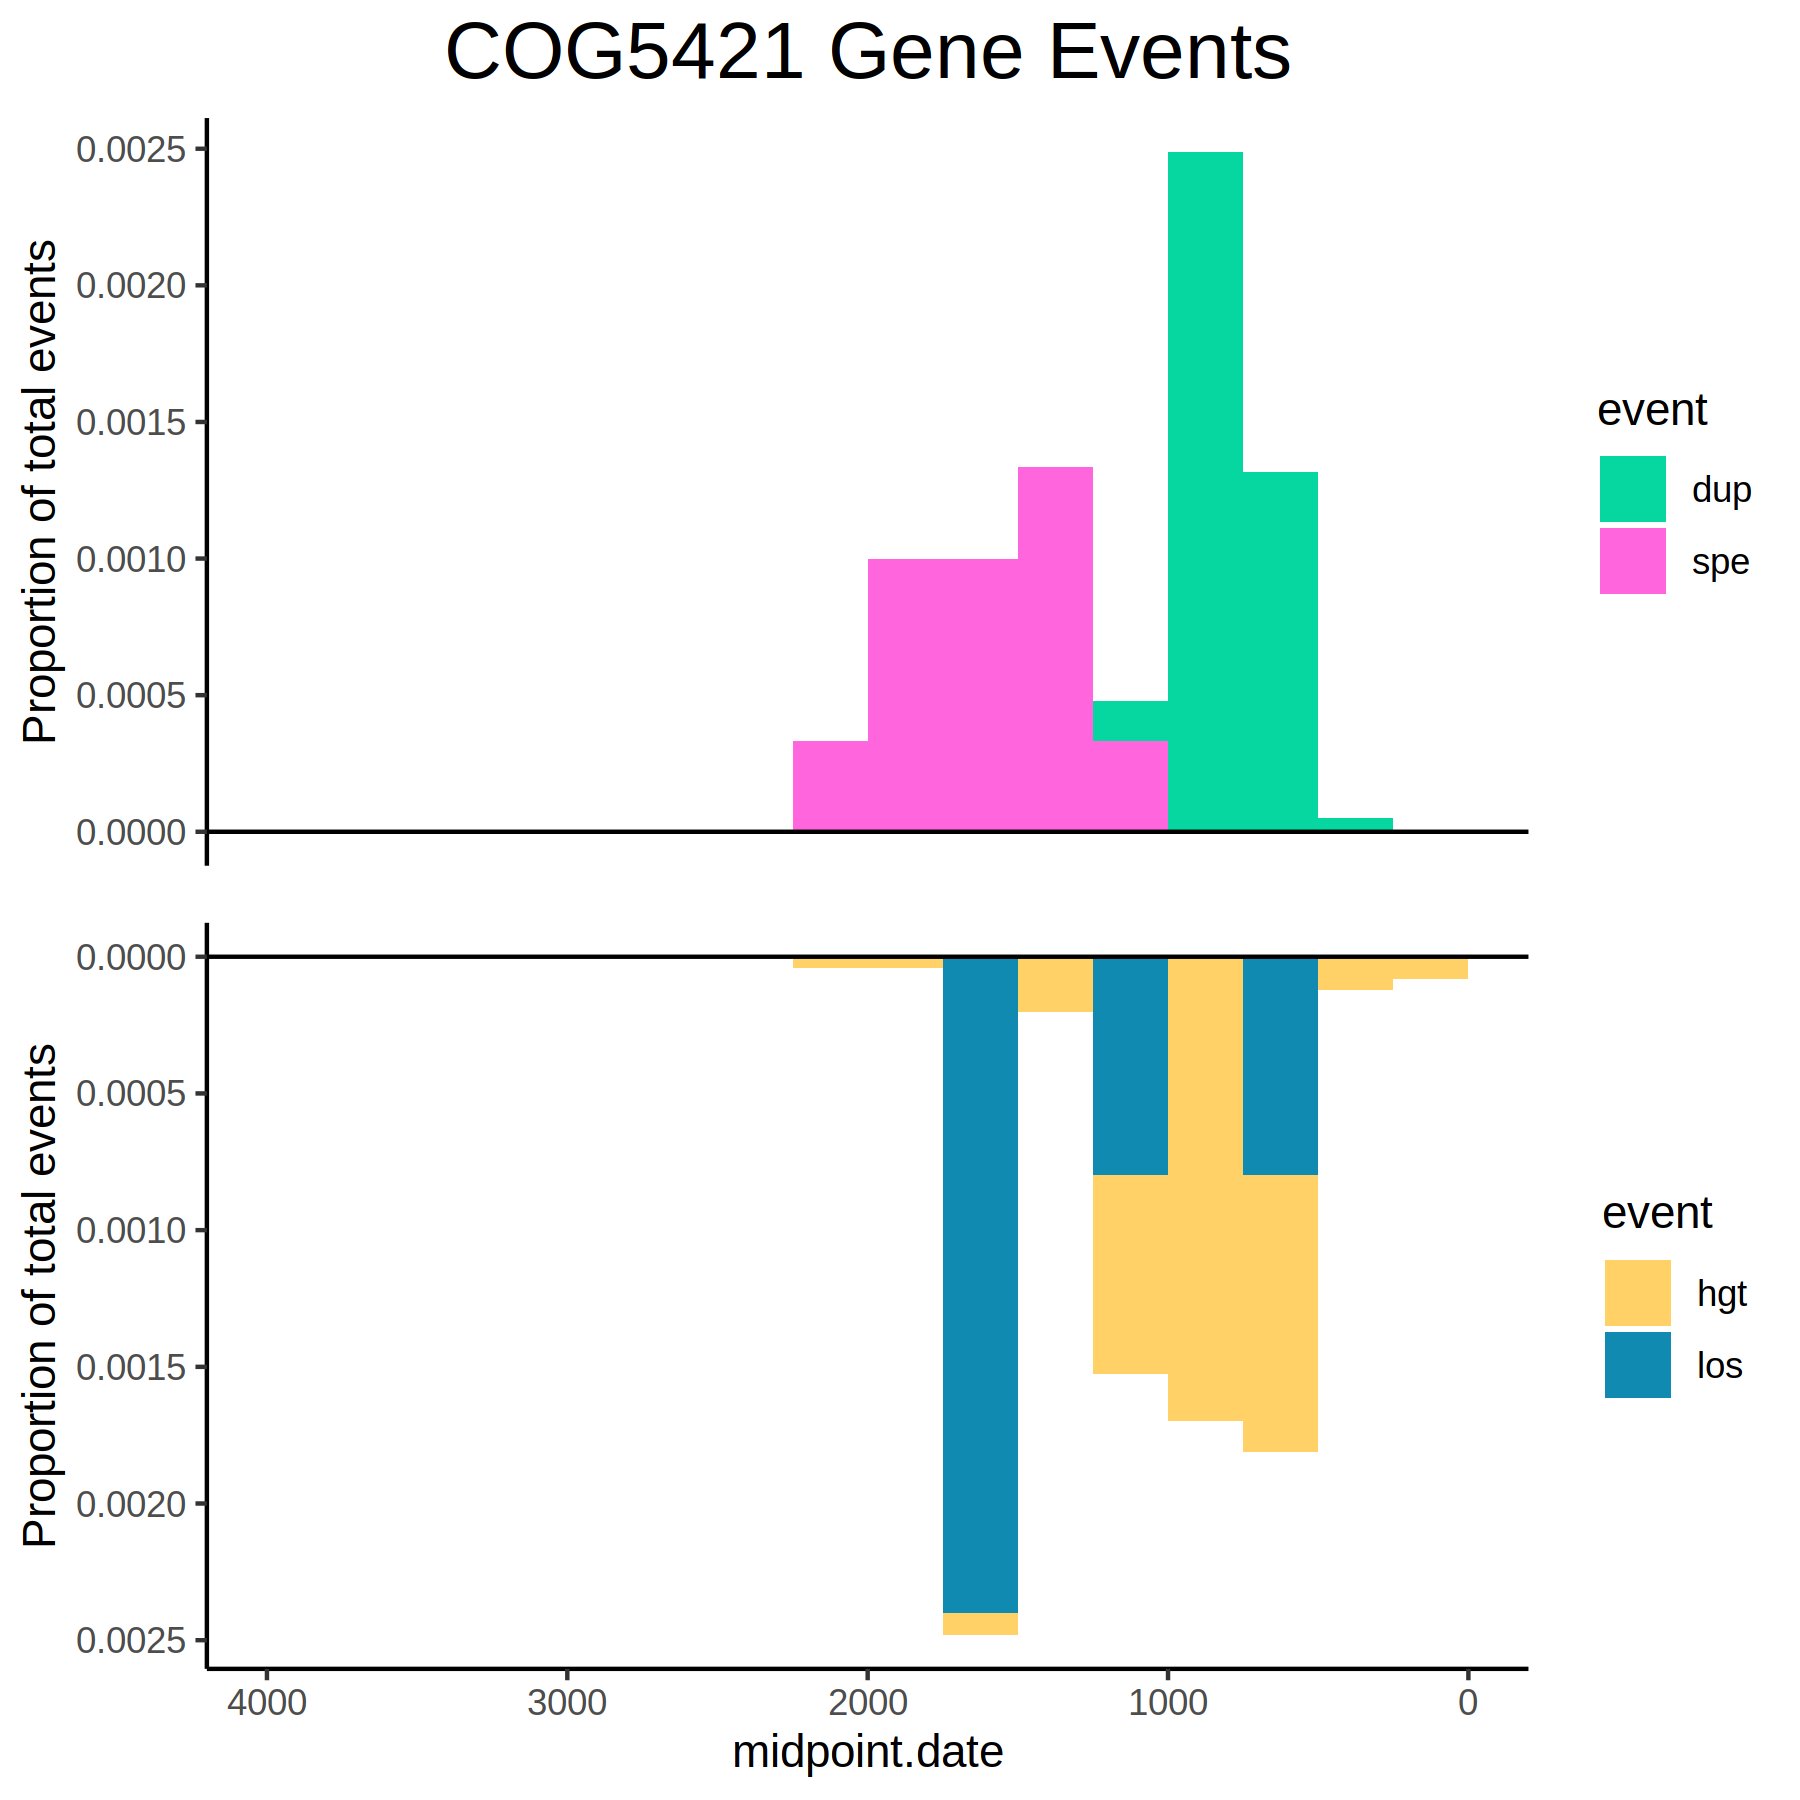 COG5421 Gene Events
Proportion of total events
0.0025
0.0020
0.0015
0.0010
0.0005
0.0000
event
dup
spe
Proportion of total events
0.0000
0.0005
0.0010
0.0015
0.0020
0.0025
event
hgt
los
4000 3000 2000 1000 0
midpoint.date